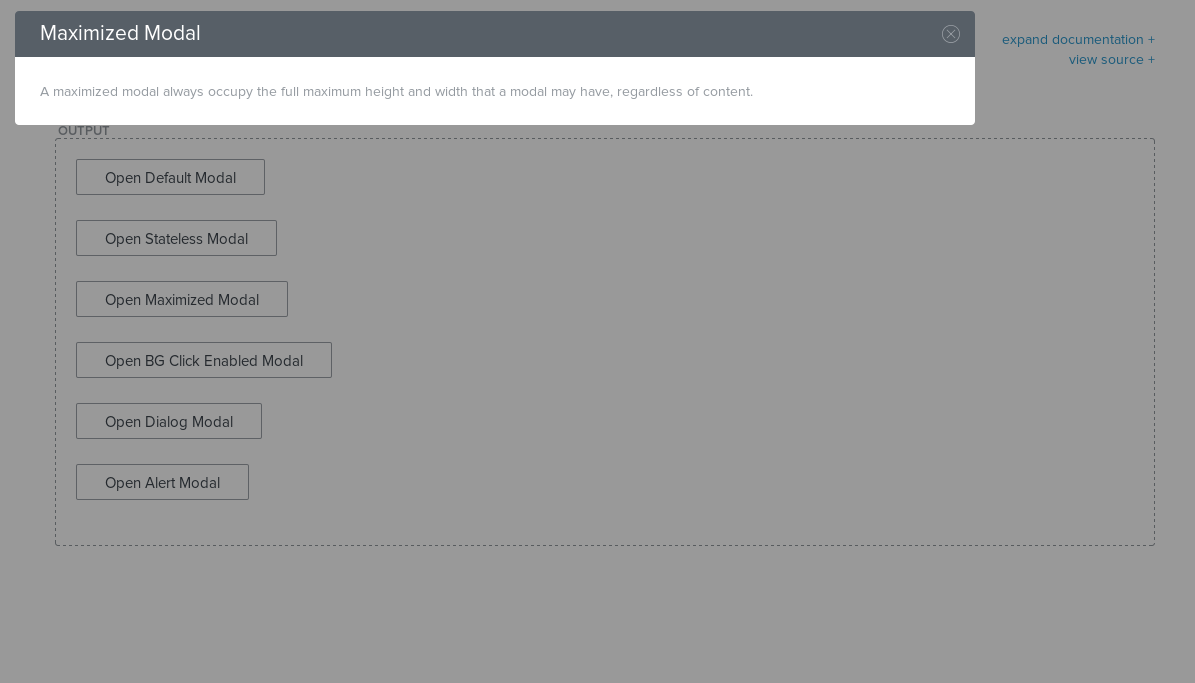 Maximized Modal
expand documentation +
view source +
A maximized modal always occupy the full maximum height and width that a modal may have, regardless of content.
OUTPUT
Open Default Modal
Open Stateless Modal
Open Maximized Modal
Open BG Click Enabled Modal
Open Dialog Modal
Open Alert Modal